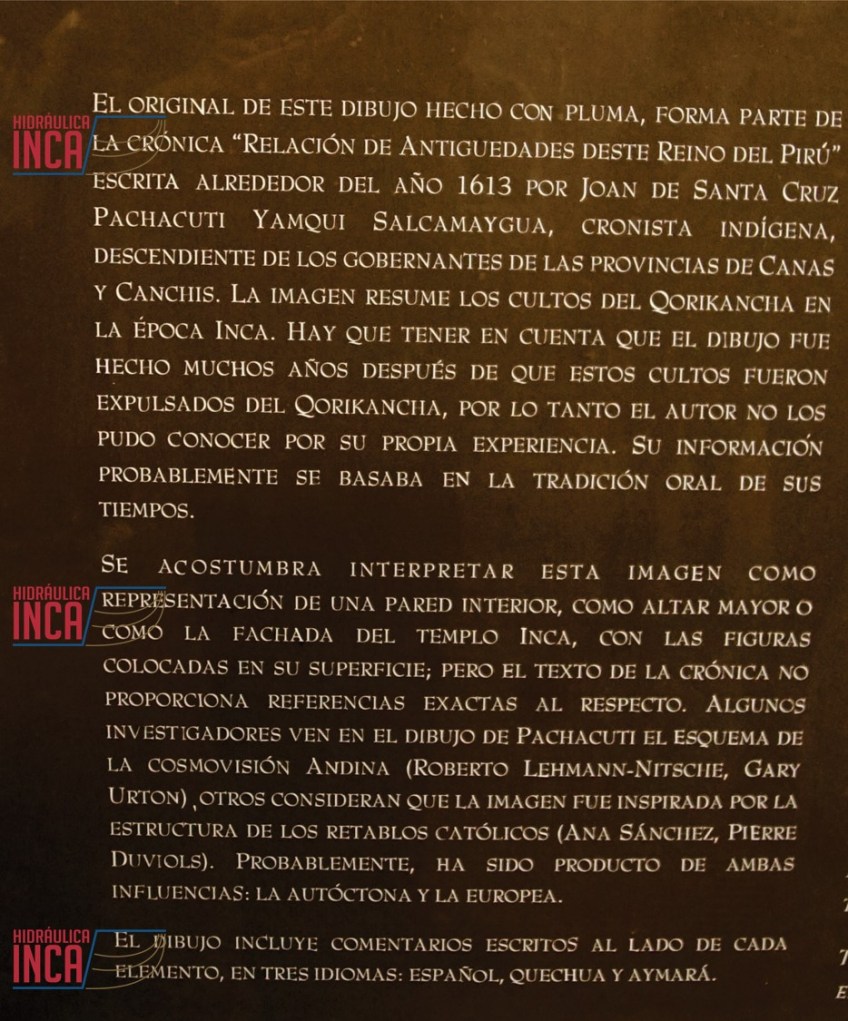 EL ORIGINAL DE ESTE DIBUJO HECHO CON PLUMA, FORMA PARTE DE
LA CRÓNICA “RELACIÓN DE ANTIGUEDADES DESTE REINO DEL PIRÚ”
ESCRITA ALREDEDOR DEL AÑO 1613 POR JOAN DE SANTA CRUZ
PACHACUTI YAMQUI SALCAMAYGUA, CRONISTA INDÍGENA,
DESCENDIENTE DE LOS GOBERNANTES DE LAS PROVINCIAS DE CANAS
Y CANCHIS. LA IMAGEN RESUME LOS CULTOS DEL QORIKANCHA EN
LA ÉPOCA INCA. HAY QUE TENER EN CUENTA QUE EL DIBUJO FUE
HECHO MUCHOS AÑOS DESPUÉS DE QUE ESTOS CULTOS FUERON
EXPULSADOS DEL QORIKANCHA, POR LO TANTO EL AUTOR NO LOS
PUDO CONOCER POR SU PROPIA EXPERIENCIA. SU INFORMACIÓN
PROBABLEMENTE SE BASABA EN LA TRADICIÓN ORAL DE SUS
TIEMPOS.
SE ACOSTUMBRA INTERPRETAR ESTA IMAGEN COMO
REPRESENTACIÓN DE UNA PARED INTERIOR, COMO ALTAR MAYOR O
COMO LA FACHADA DEL TEMPLO INCA, CON LAS FIGURAS
COLOCADAS EN SU SUPERFICIE; PERO EL TEXTO DE LA CRÓNICA NO
PROPORCIONA REFERENCIAS EXACTAS AL RESPECTO. ALGUNOS
INVESTIGADORES VEN EN EL DIBUJO DE PACHACUTI EL ESQUEMA DE
LA COSMOVISIÓN ANDINA (ROBERTO LEHMANN-NITSCHE, GARY
URTON) ,OTROS CONSIDERAN QUE LA IMAGEN FUE INSPIRADA POR LA
ESTRUCTURA DE LOS RETABLOS CATÓLICOS (ANA SÁNCHEZ, PIERRE
DUVIOLS). PROBABLEMENTE, HA SIDO PRODUCTO DE AMBAS
INFLUENCIAS: LA AUTÓCTONA Y LA EUROPEA.
EL DIBUJO INCLUYE COMENTARIOS ESCRITOS AL LADO DE CADA
ELEMENTO, EN TRES IDIOMAS: ESPAÑOL, QUECHUA Y AYMARÁ.
HIDRÁULICA
INCA
HIDRÁULICA
INCA
HIDRÁULICA
INCA